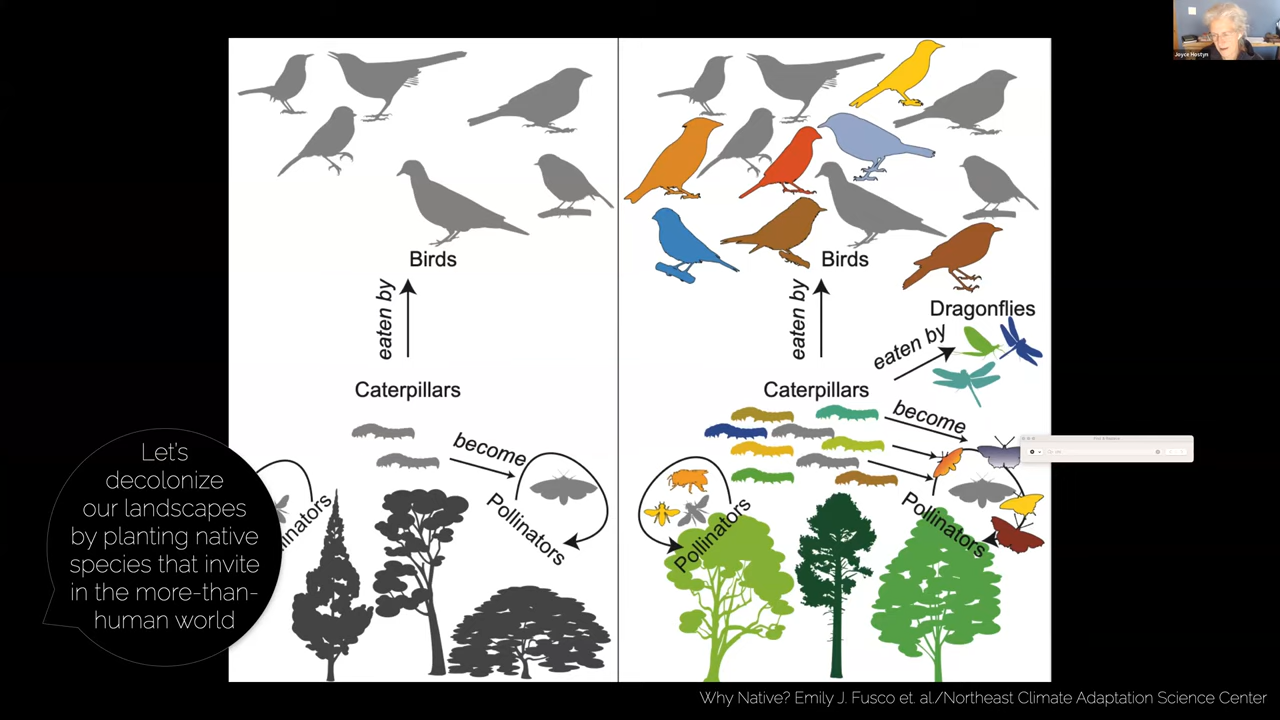 Joyce Hostyn
Birds
eaten by
Caterpillars
become
Pollinators
Birds
eaten by
Dragonflies
eaten by
Caterpillars
become
Pollinators
Pollinators
Let's
decolonize
our landscapes
by planting native
species that invite
in the more-than-
human world
Why Native? Emily J. Fusco et. al./Northeast Climate Adaptation Science Center